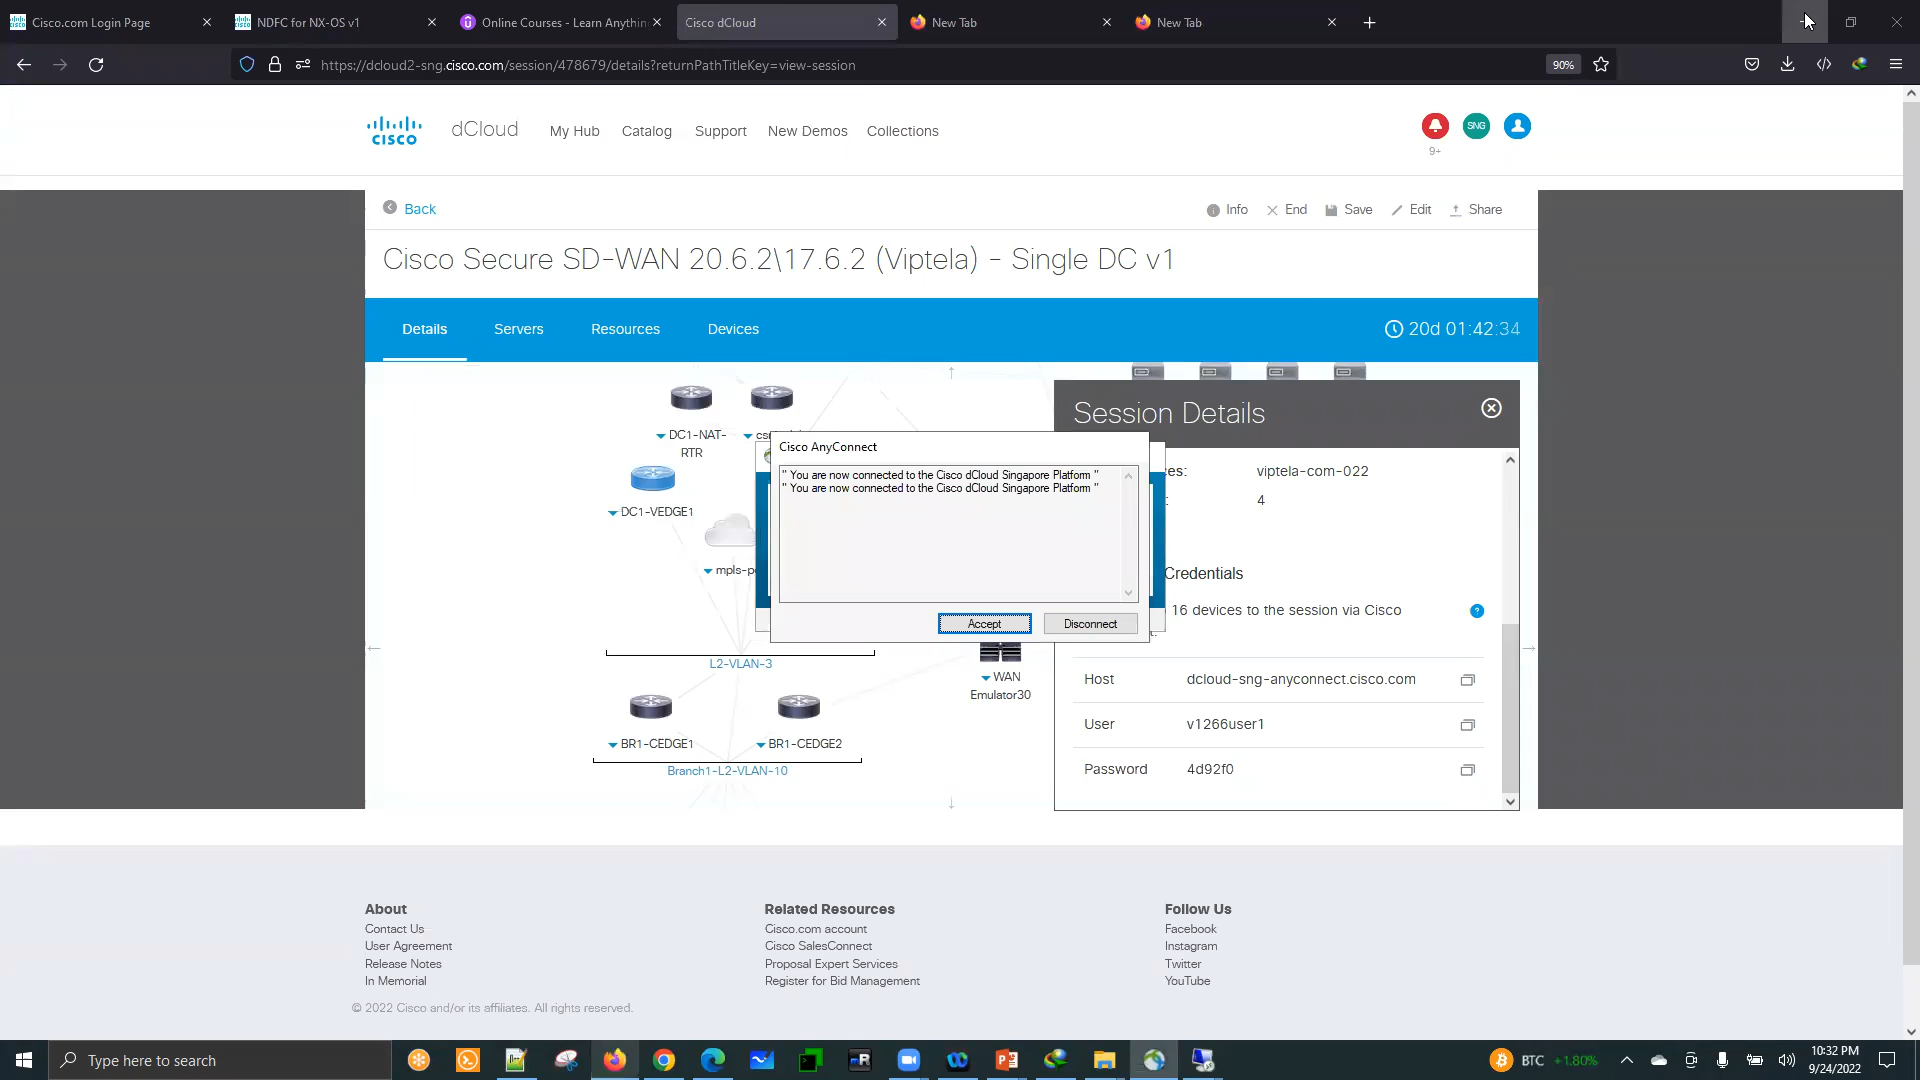 Cisco.com Login Page
NDFC for NX-OS v1
Online Courses - Learn Anything
Cisco dCloud
New Tab
New Tab
https://dcloud2-sng.cisco.com/session/478679/details?returnPathTitleKey=view-session
90%
CISCO
dCloud
My Hub
Catalog
Support
New Demos
Collections
SNG
9+
Back
Info
End
Save
Edit
Share
Cisco Secure SD-WAN 20.6.2\17.6.2 (Viptela) - Single DC v1
Details
Servers
Resources
Devices
20d 01:42:34
DC1-NAT-
RTR
DC1-VEDGE1
Session Details
viptela-com-022
4
Cisco AnyConnect
" You are now connected to the Cisco dCloud Singapore Platform "
" You are now connected to the Cisco dCloud Singapore Platform "
Accept
Disconnect
Credentials
16 devices to the session via Cisco
Host dcloud-sng-anyconnect.cisco.com
User v1266user1
Password 4d92f0
L2-VLAN-3
WAN
Emulator30
BR1-CEDGE1
BR1-CEDGE2
Branch1-L2-VLAN-10
About
Contact Us
User Agreement
Release Notes
In Memorial
Related Resources
Cisco.com account
Cisco SalesConnect
Proposal Expert Services
Register for Bid Management
Follow Us
Facebook
Instagram
Twitter
YouTube
© 2022 Cisco and/or its affiliates. All rights reserved.
Type here to search
BTC +1.80%
10:32 PM
9/24/2022